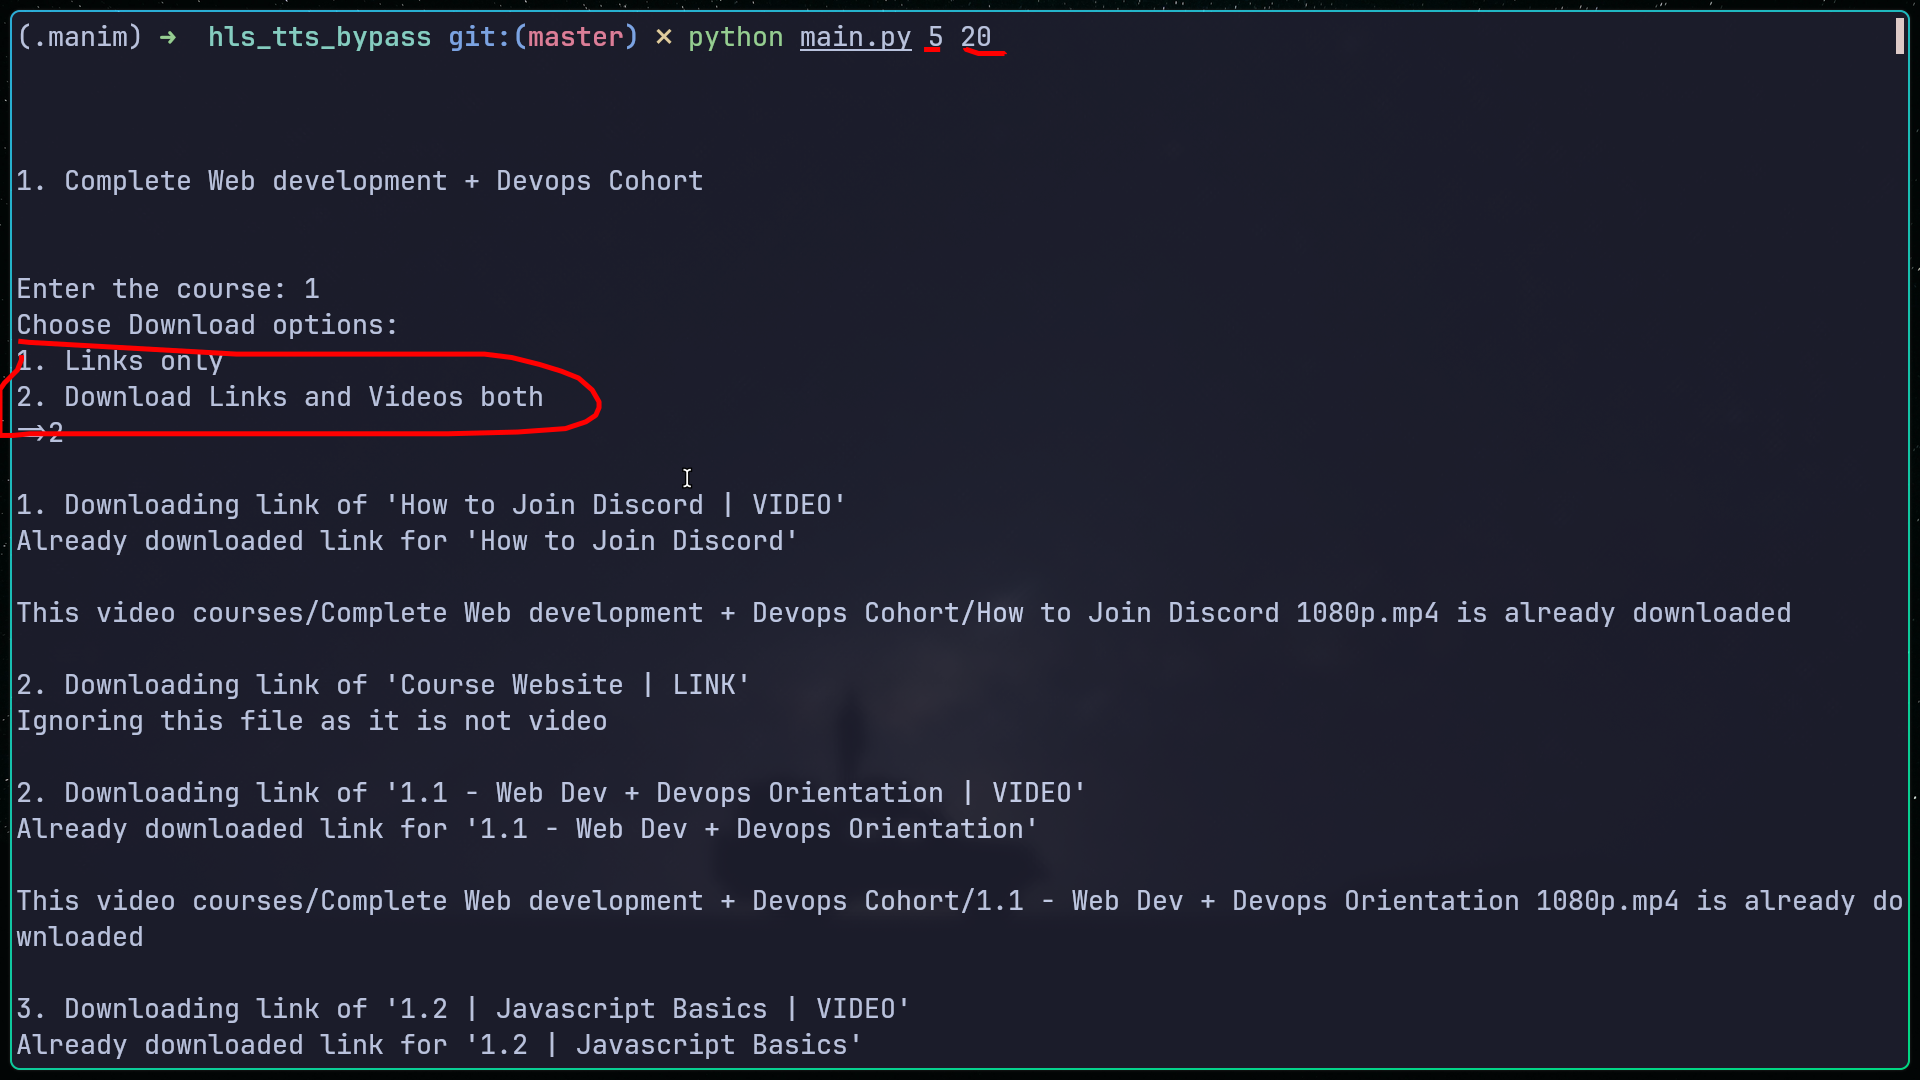 (.manim) ➜  hls_tts_bypass git:(master) ✕ python main.py 5 20
1. Complete Web development + Devops Cohort
Enter the course: 1
Choose Download options:
1. Links only
2. Download Links and Videos both
⇒2
1. Downloading link of 'How to Join Discord | VIDEO'
Already downloaded link for 'How to Join Discord'
This video courses/Complete Web development + Devops Cohort/How to Join Discord 1080p.mp4 is already downloaded
2. Downloading link of 'Course Website | LINK'
Ignoring this file as it is not video
2. Downloading link of '1.1 - Web Dev + Devops Orientation | VIDEO'
Already downloaded link for '1.1 - Web Dev + Devops Orientation'
This video courses/Complete Web development + Devops Cohort/1.1 - Web Dev + Devops Orientation 1080p.mp4 is already do
wnloaded
3. Downloading link of '1.2 | Javascript Basics | VIDEO'
Already downloaded link for '1.2 | Javascript Basics'